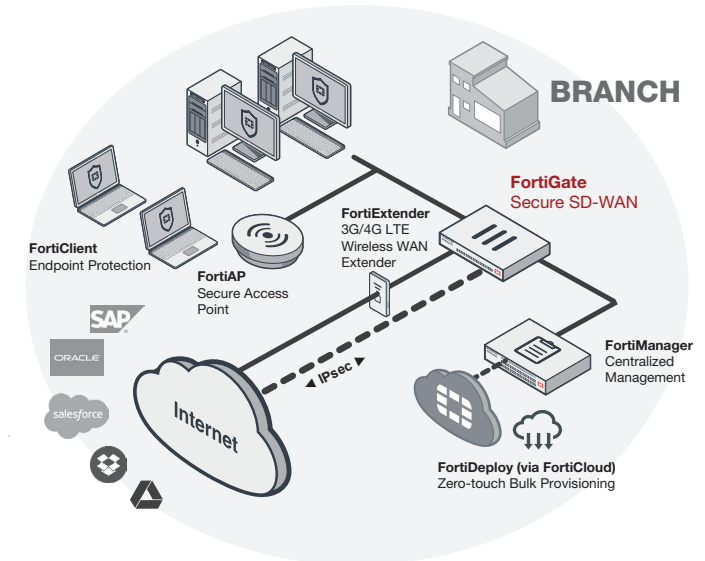 BRANCH
FortiGate
Secure SD-WAN
FortiExtender
3G/4G LTE
Wireless WAN
Extender
FortiClient
Endpoint Protection
FortiAP
Secure Access
Point
SAP
ORACLE
salesforce
Internet
◄ IPsec ►
FortiManager
Centralized
Management
FortiDeploy (via FortiCloud)
Zero-touch Bulk Provisioning